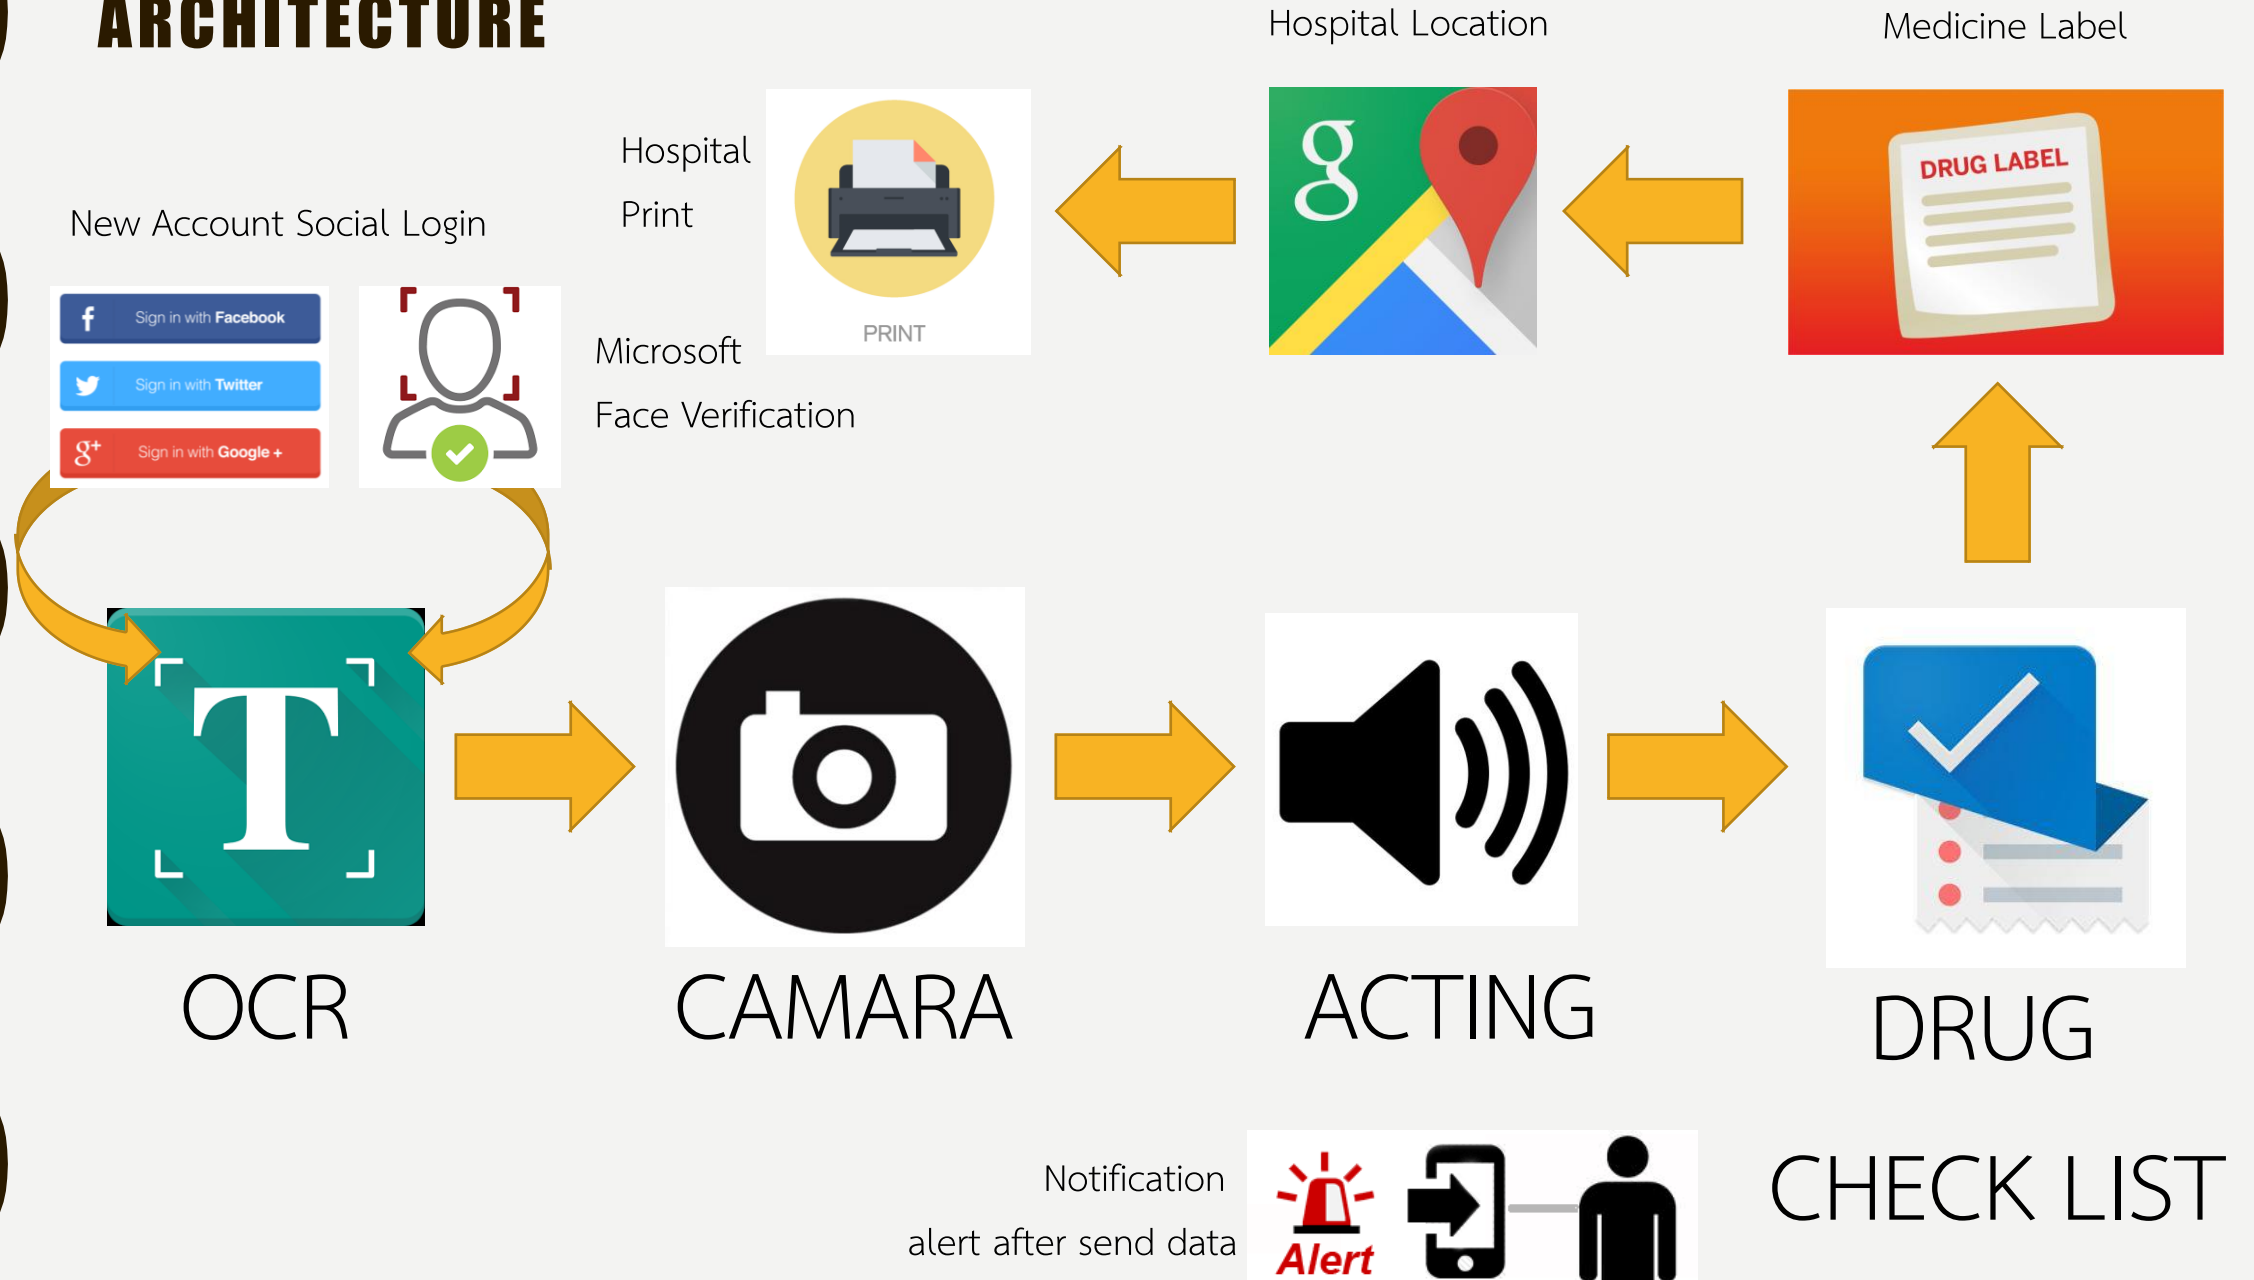 ARCHITECTURE
Hospital Location
Medicine Label
Hospital
Print
PRINT
g
DRUG LABEL
New Account Social Login
f Sign in with Facebook
Sign in with Twitter
g+ Sign in with Google +
Microsoft
Face Verification
T
OCR
CAMARA
ACTING
DRUG
CHECK LIST
Notification
alert after send data
Alert